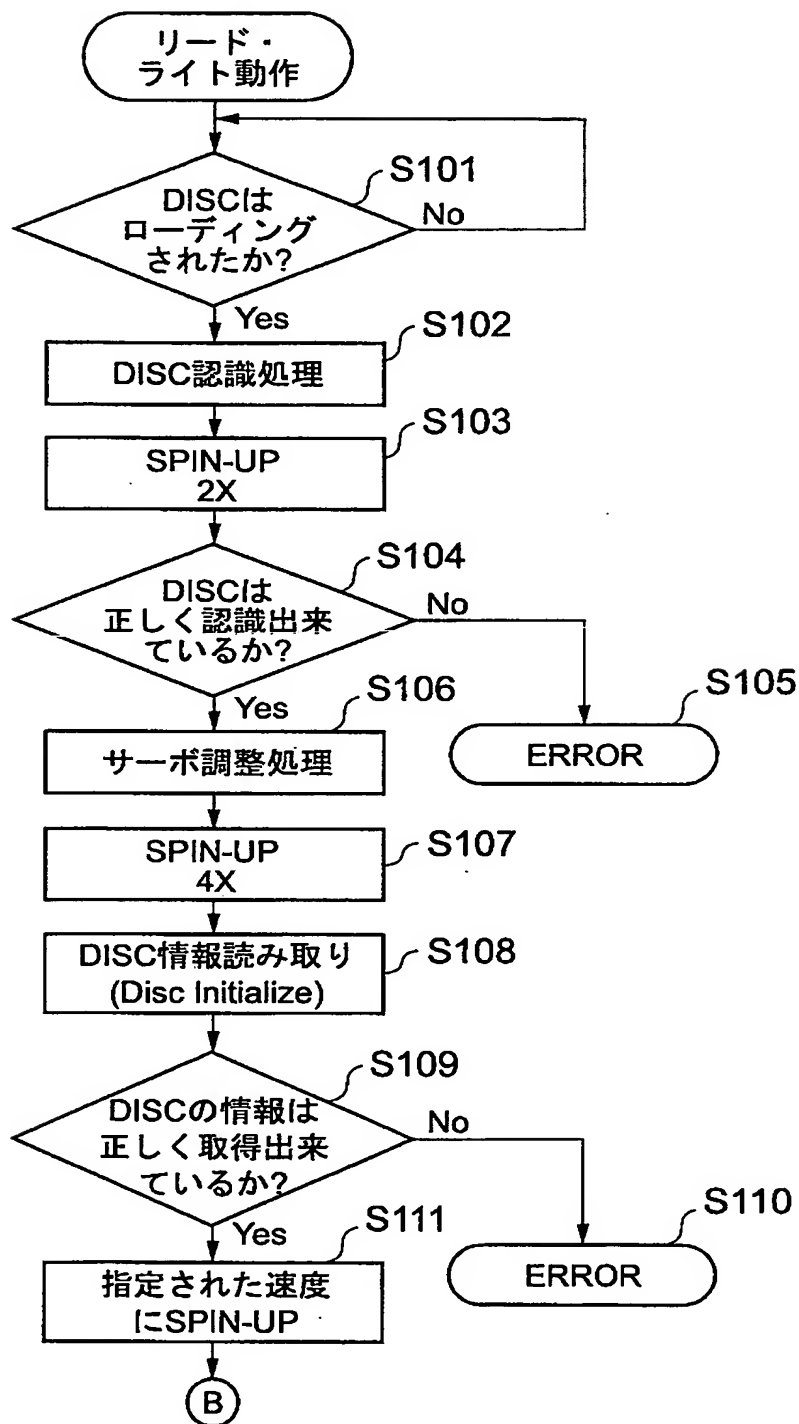 リード・
ライト動作
S101
DISCは
ローディング
されたか?
No
Yes
S102
DISC認識処理
S103
SPIN-UP
2X
S104
DISCは
正しく認識出来
ているか?
No
Yes
S105
ERROR
S106
サーボ調整処理
S107
SPIN-UP
4X
S108
DISC情報読み取り
(Disc Initialize)
S109
DISCの情報は
正しく取得出来
ているか?
No
Yes
S110
ERROR
S111
指定された速度
にSPIN-UP
B